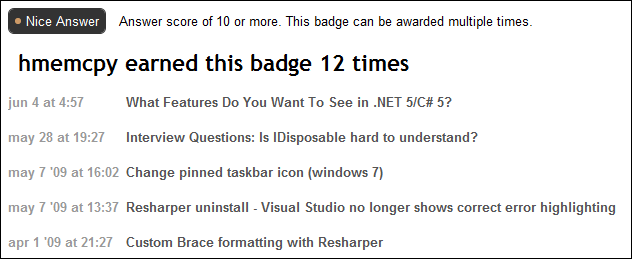 Nice Answer Answer score of 10 or more. This badge can be awarded multiple times.
hmemcpy earned this badge 12 times
jun 4 at 4:57 What Features Do You Want To See in .NET 5/C# 5?
may 28 at 19:27 Interview Questions: Is IDisposable hard to understand?
may 7 '09 at 16:02 Change pinned taskbar icon (windows 7)
may 7 '09 at 13:37 Resharper uninstall - Visual Studio no longer shows correct error highlighting
apr 1 '09 at 21:27 Custom Brace formatting with Resharper